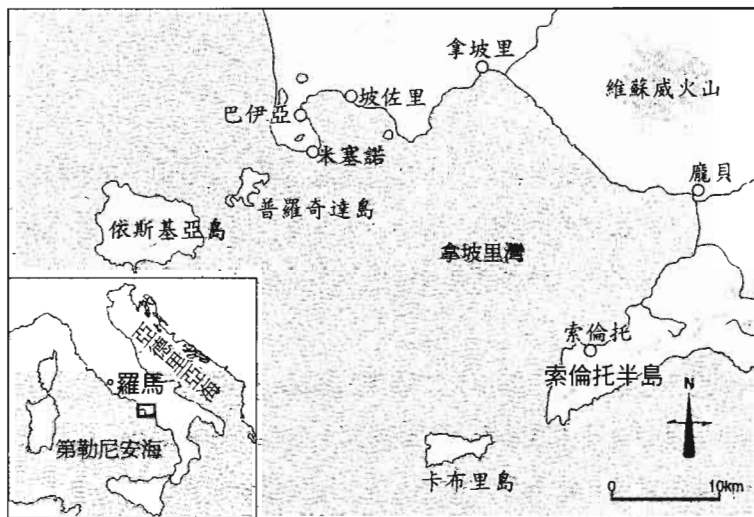 拿坡里
維蘇威火山
坡佐里
巴伊亞
米塞諾
龐貝
普羅奇達島
依斯基亞島
拿坡里灣
索倫托
索倫托半島
卡布里島
N
0 10km
亞德里亞海
羅馬
第勒尼安海